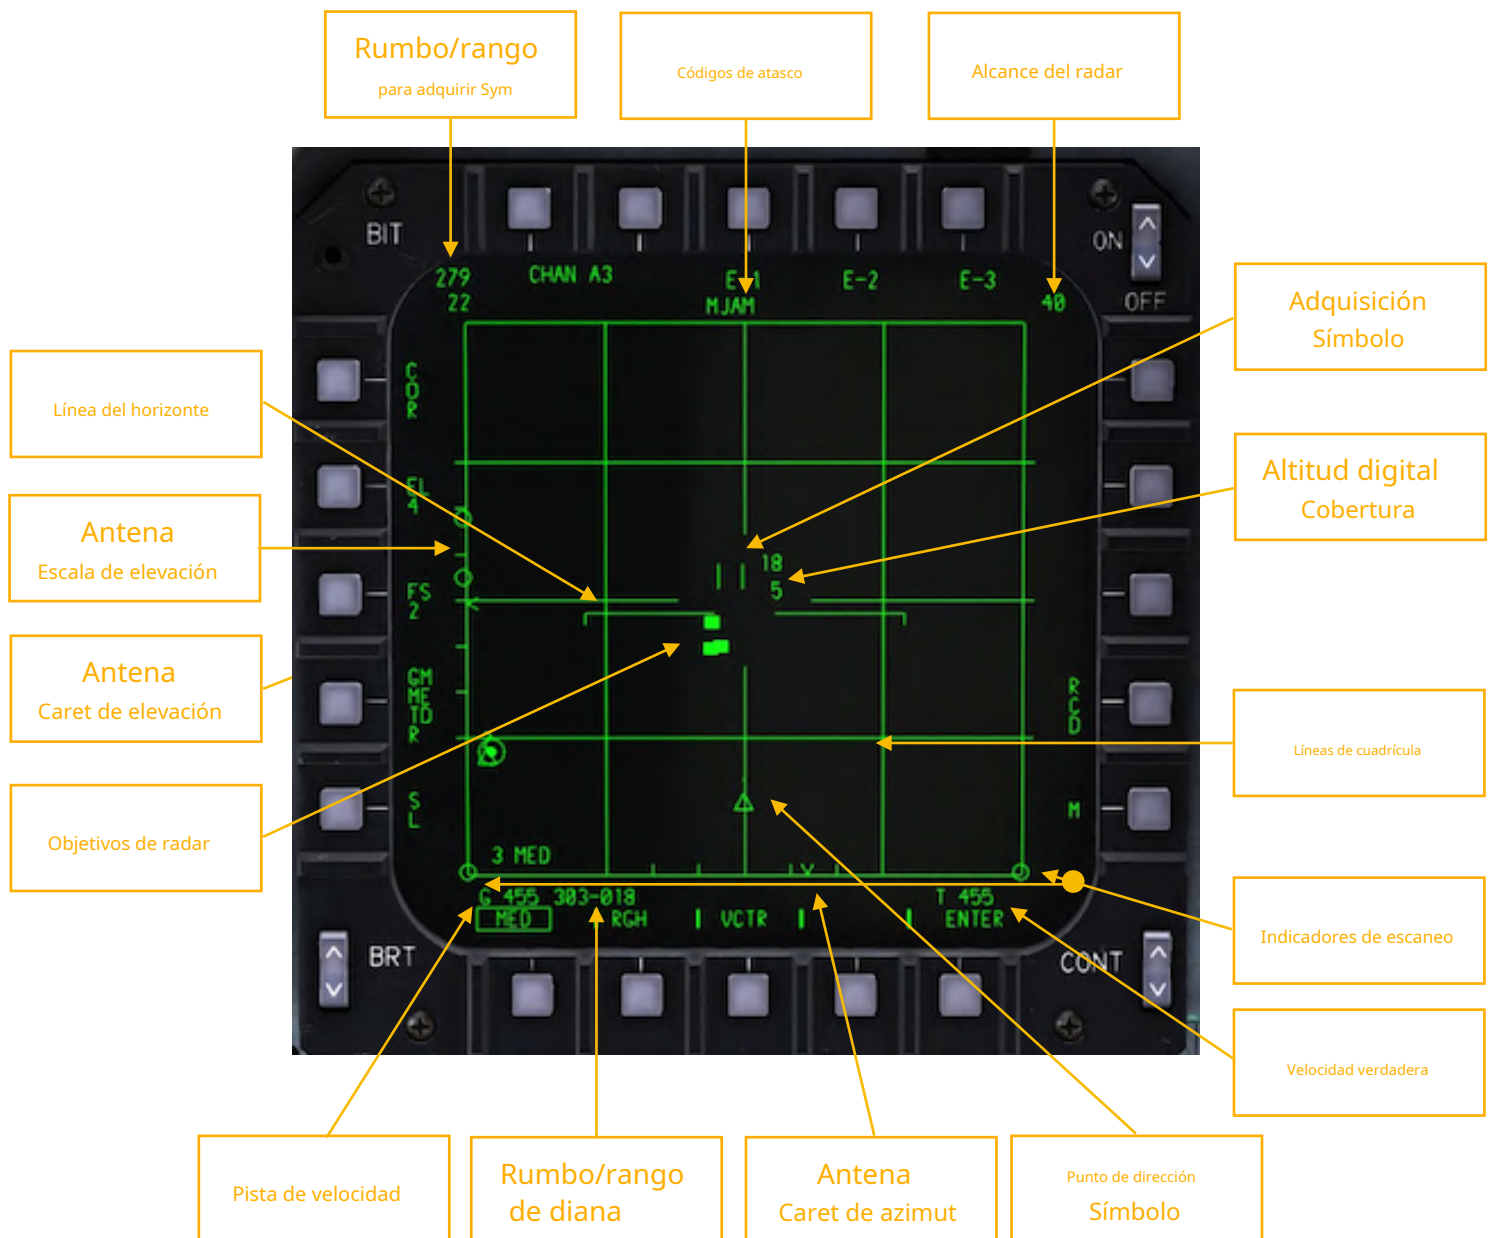 Rumbo/rango
para adquirir Sym
Códigos de atasco
Alcance del radar
BIT
ON
OFF
279
22
CHAN A3
E-1
E-2
E-3
MJAM
40
Adquisición
Símbolo
Línea del horizonte
C
O
R
Altitud digital
Cobertura
EL
4
Antena
Escala de elevación
18
5
FS
2
Antena
Caret de elevación
GM
ME
TD
R
R
C
D
Líneas de cuadrícula
Objetivos de radar
S
L
M
3 MED
G 455 303-018
T 455
MED
RGH
VCTR
ENTER
BRT
CONT
Indicadores de escaneo
Velocidad verdadera
Pista de velocidad
Rumbo/rango
de diana
Antena
Caret de azimut
Punto de dirección
Símbolo